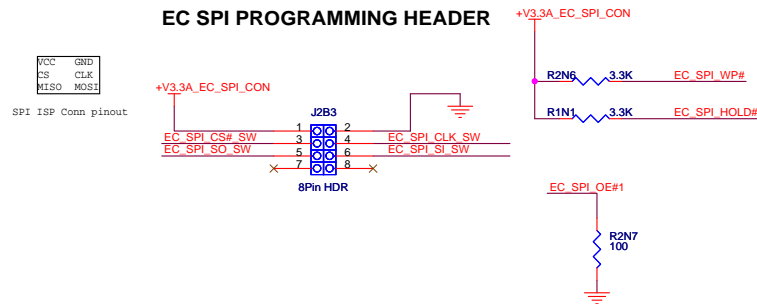 EC SPI PROGRAMMING HEADER
+V3.3A_EC_SPI_CON
VCC GND
CS CLK
MISO MOSI
SPI ISP Conn pinout
+V3.3A_EC_SPI_CON
J2B3
1 2
EC_SPI_CS#_SW 3 4 EC_SPI_CLK_SW
EC_SPI_SO_SW 5 6 EC_SPI_SI_SW
7 8
8Pin HDR
R2N6 3.3K EC_SPI_WP#
R1N1 3.3K EC_SPI_HOLD#
EC_SPI_OE#1
R2N7
100